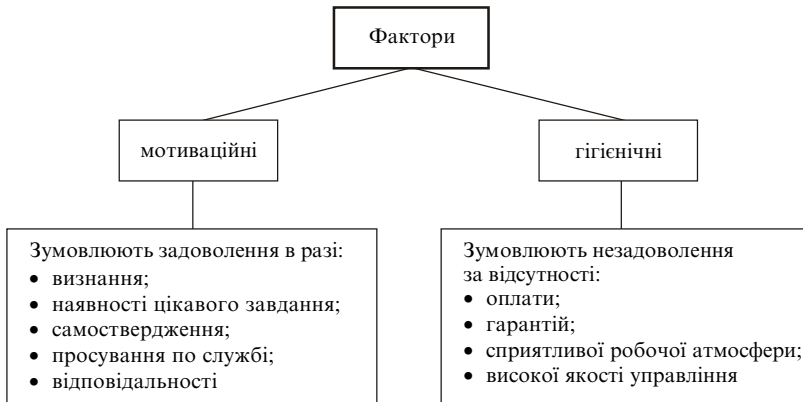 Фактори
мотиваційні
гігієнічні
Зумовлюють задоволення в разі:
• визнання;
• наявності цікавого завдання;
• самоствердження;
• просування по службі;
• відповідальності
Зумовлюють незадоволення
за відсутності:
• оплати;
• гарантій;
• сприятливої робочої атмосфери;
• високої якості управління